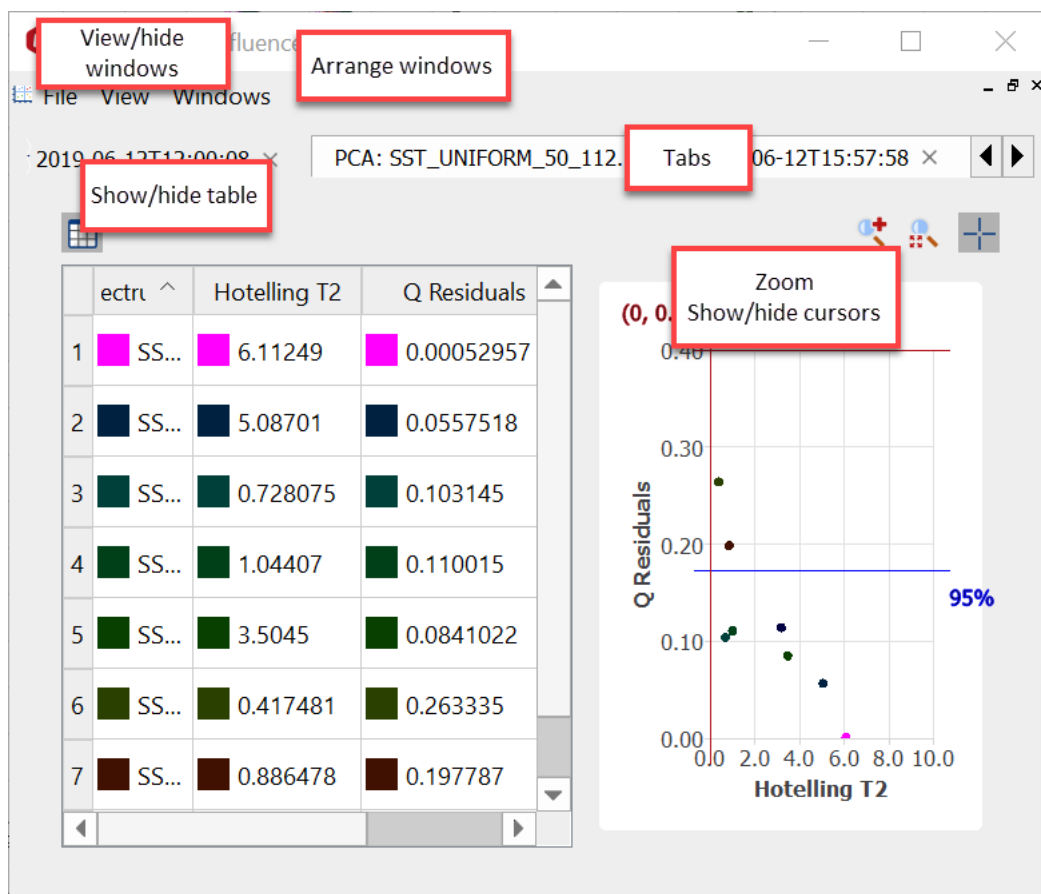 View/hide
windows
fluence
Arrange windows
File View Windows
2019-06-12T12:00:08
PCA: SST_UNIFORM_50_112.
Tabs
06-12T15:57:58
Show/hide table
Zoom
Show/hide cursors
ectru Hotelling T2 Q Residuals
1 SS... 6.11249 0.00052957
2 SS... 5.08701 0.0557518
3 SS... 0.728075 0.103145
4 SS... 1.04407 0.110015
5 SS... 3.5045 0.0841022
6 SS... 0.417481 0.263335
7 SS... 0.886478 0.197787
(0, 0.
0.40
0.30
0.20
0.10
0.00
Q Residuals
95%
0.0 2.0 4.0 6.0 8.0 10.0
Hotelling T2